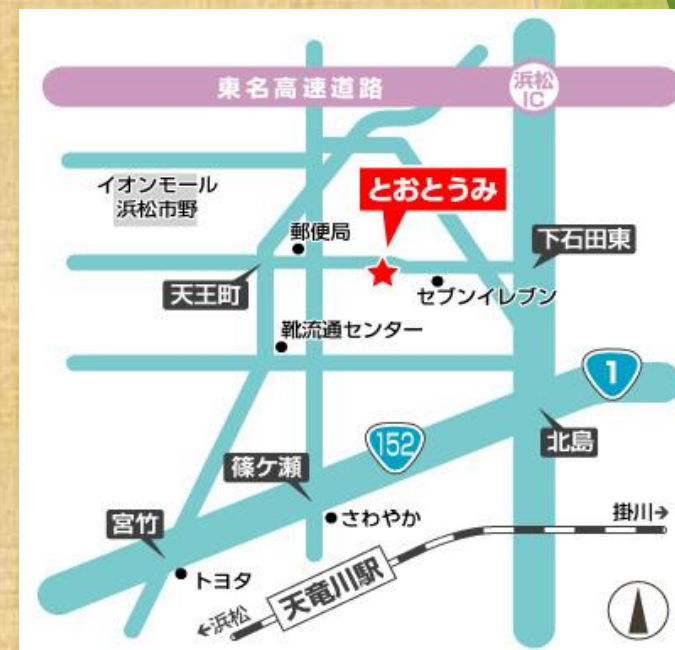 東名高速道路
浜松
IC
イオンモール
浜松市野
とおとうみ
郵便局
下石田東
天王町
セブンイレブン
靴流通センター
1
152
北島
篠ケ瀬
宮竹
さわやか
掛川→
トヨタ
天竜川駅
←浜松